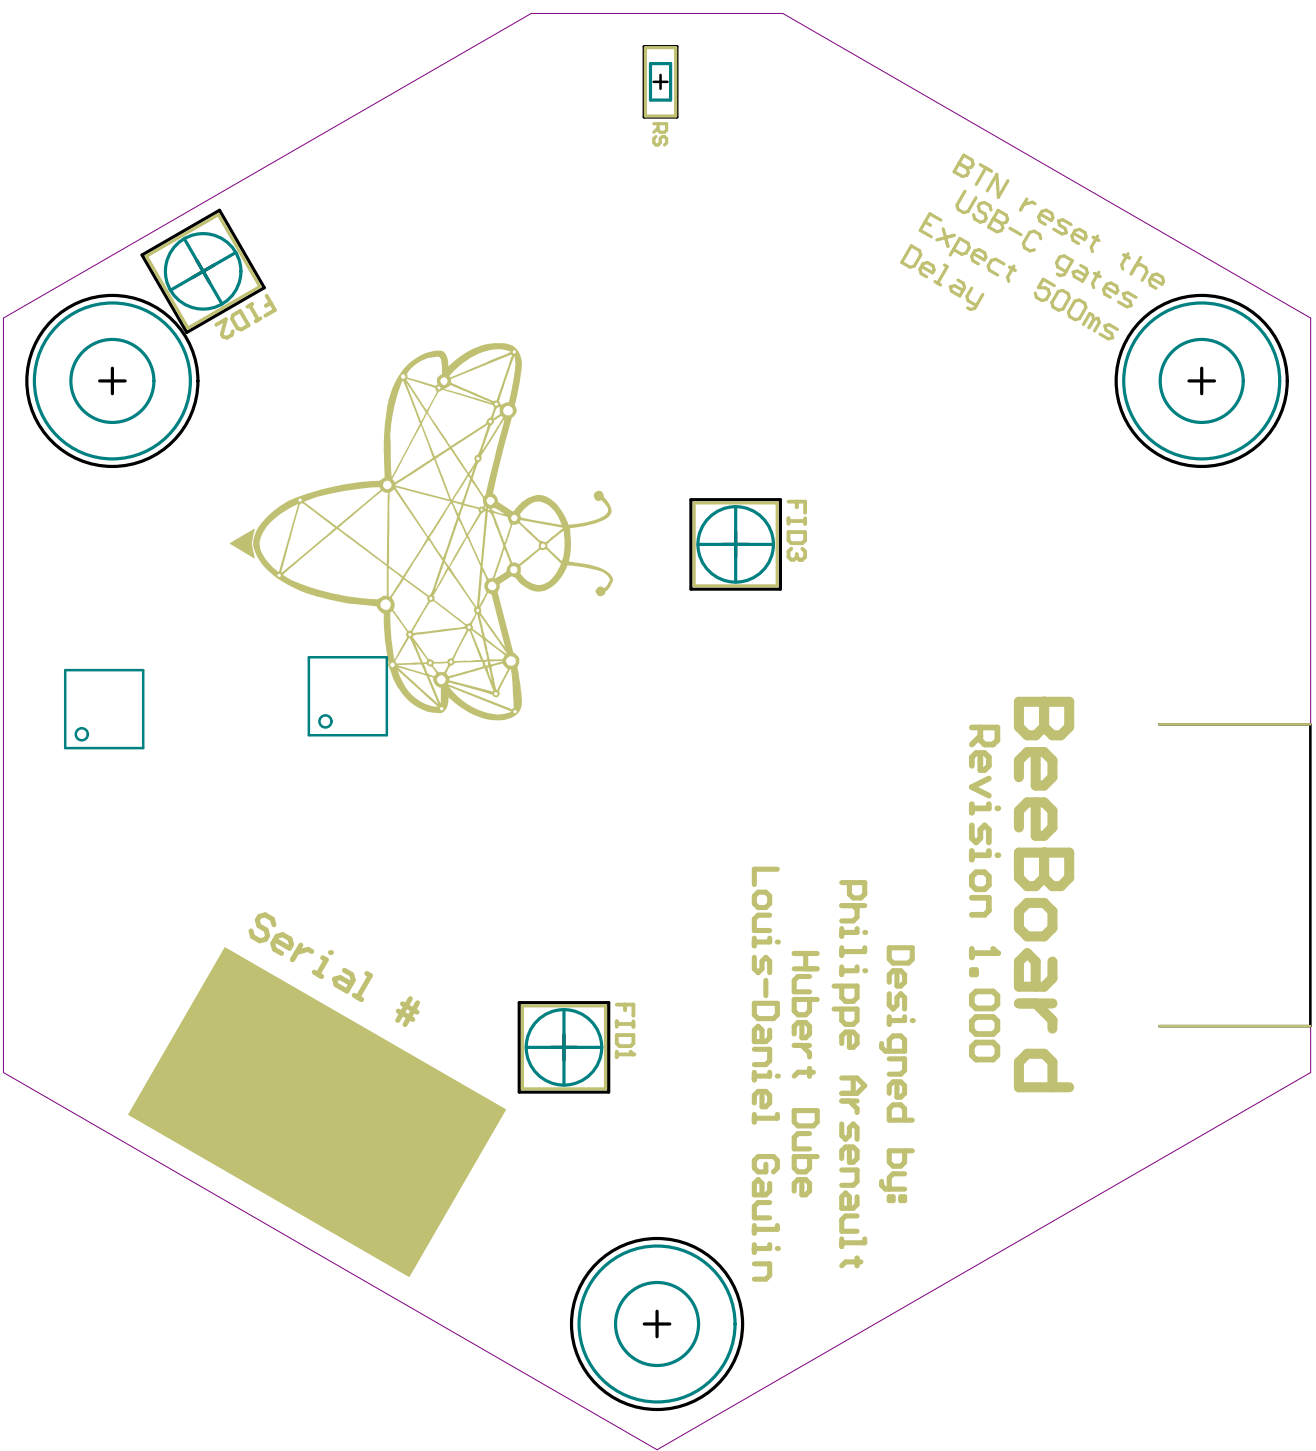 RS
BTN reset the
USB-C gates
Expect 500ms
Delay
FID2
FID3
BeeBoard
Revision 1.000
Designed by:
Philippe Arsenault
Hubert Dube
Louis-Daniel Gaulin
Serial #
FID1